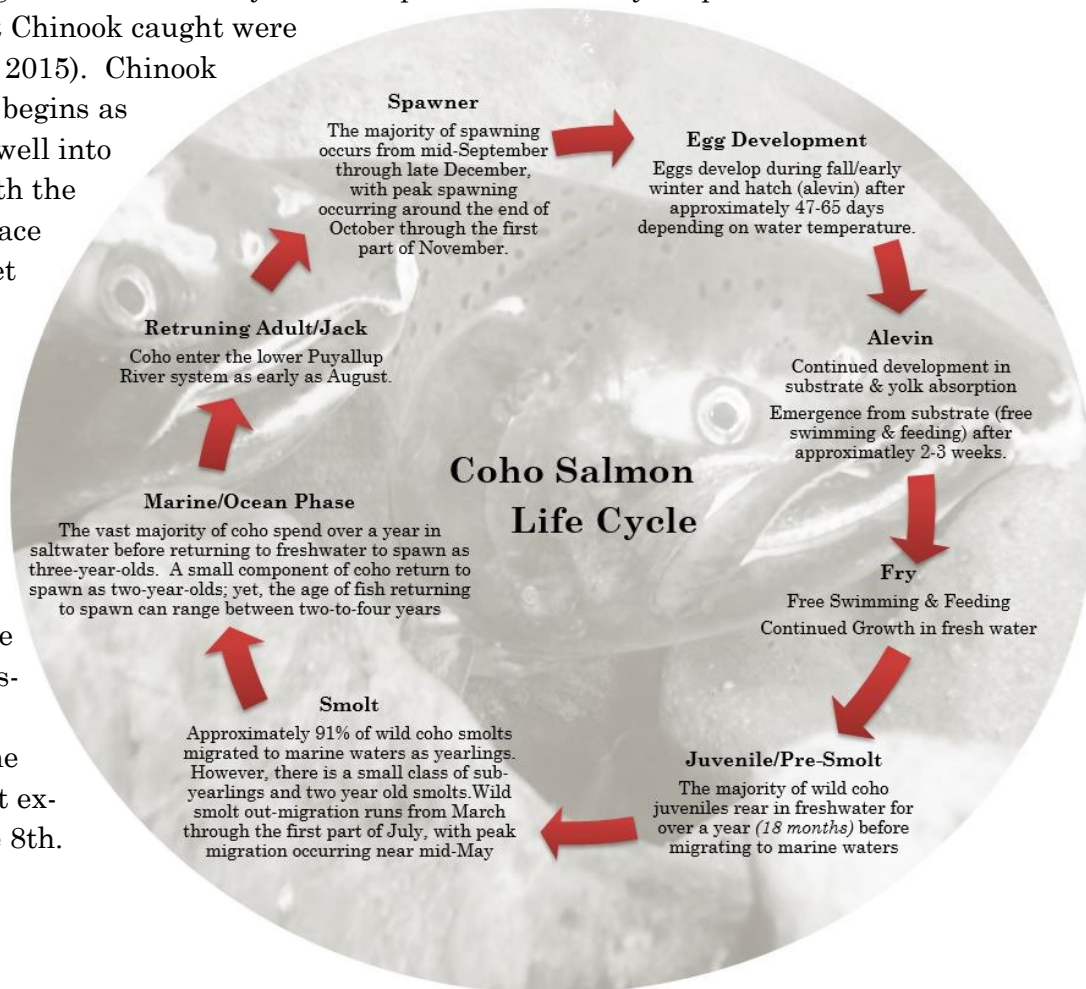 t Chinook caught were
2015). Chinook
begins as
well into
th the
ace
et
e
s-
ne
t ex-
8th.
Spawner
The majority of spawning
occurs from mid-September
through late December,
with peak spawning
occurring around the end of
October through the first
part of November.
Egg Development
Eggs develop during fall/early
winter and hatch (alevin) after
approximately 47-65 days
depending on water temperature.
Alevin
Continued development in
substrate & yolk absorption
Emergence from substrate (free
swimming & feeding) after
approximatley 2-3 weeks.
Fry
Free Swimming & Feeding
Continued Growth in fresh water
Juvenile/Pre-Smolt
The majority of wild coho
juveniles rear in freshwater for
over a year (18 months) before
migrating to marine waters
Smolt
Approximately 91% of wild coho smolts
migrated to marine waters as yearlings.
However, there is a small class of sub-
yearlings and two year old smolts.Wild
smolt out-migration runs from March
through the first part of July, with peak
migration occurring near mid-May
Marine/Ocean Phase
The vast majority of coho spend over a year in
saltwater before returning to freshwater to spawn as
three-year-olds. A small component of coho return to
spawn as two-year-olds; yet, the age of fish returning
to spawn can range between two-to-four years
Retruning Adult/Jack
Coho enter the lower Puyallup
River system as early as August.
Coho Salmon
Life Cycle